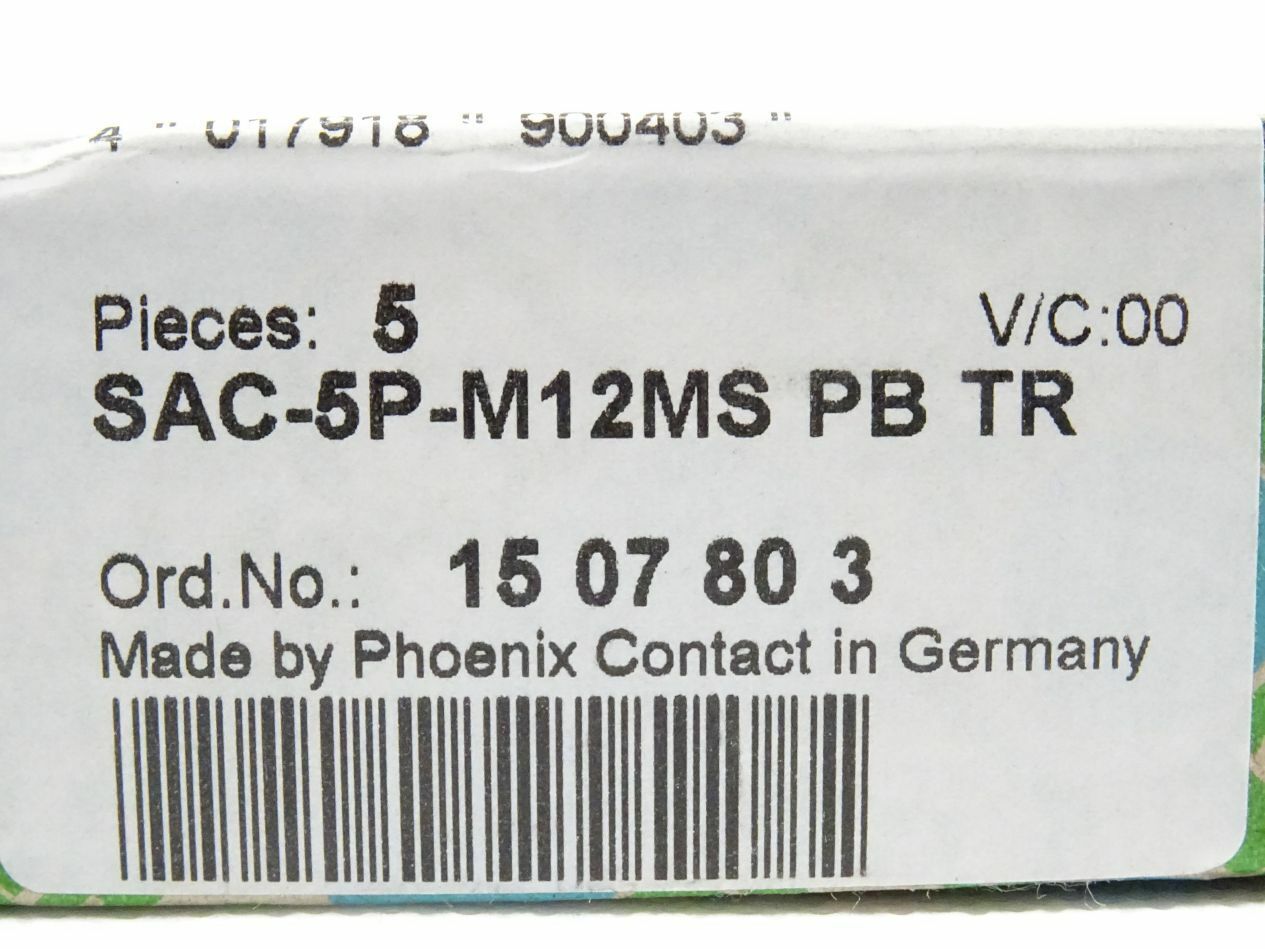 4 " 017918 " 900403 "
Pieces: 5 V/C:00
SAC-5P-M12MS PB TR
Ord.No.: 15 07 80 3
Made by Phoenix Contact in Germany